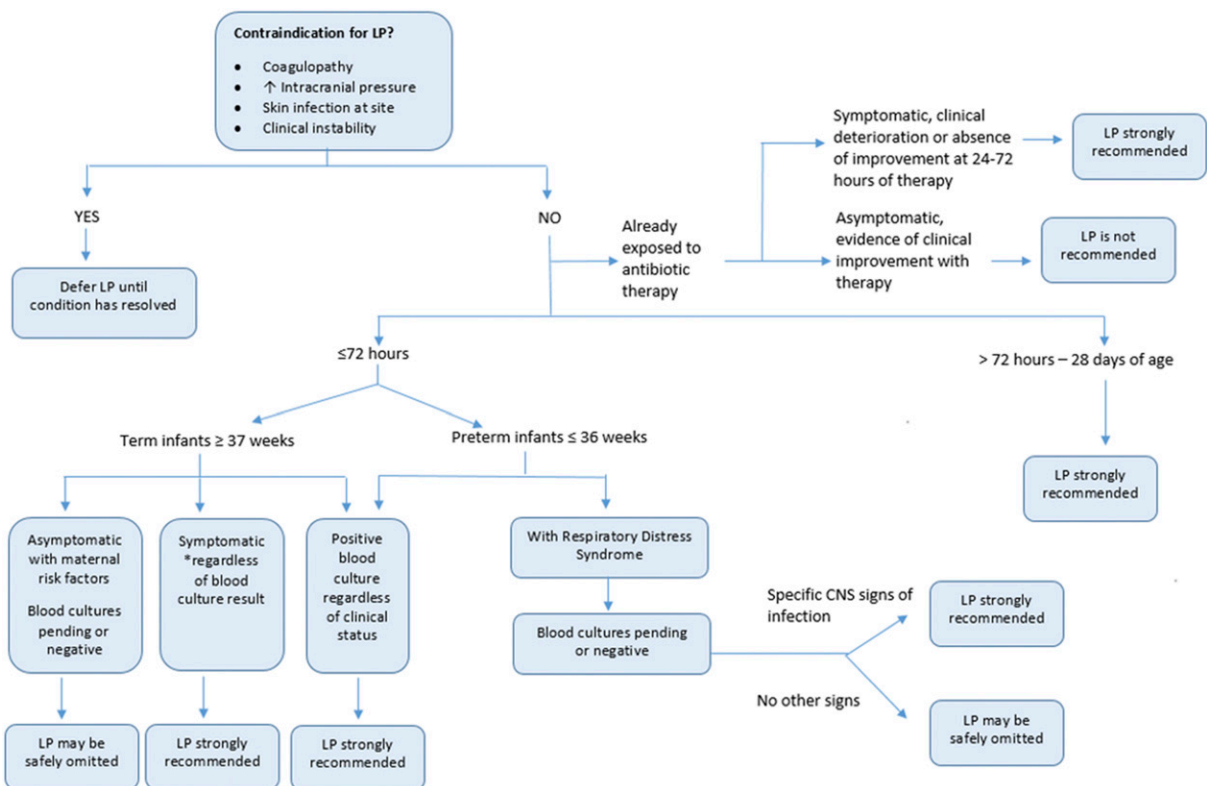 Contraindication for LP?
• Coagulopathy
• ↑ Intracranial pressure
• Skin infection at site
• Clinical instability
YES
NO
Defer LP until
condition has resolved
Already
exposed to
antibiotic
therapy
Symptomatic, clinical
deterioration or absence
of improvement at 24-72
hours of therapy
LP strongly
recommended
Asymptomatic,
evidence of clinical
improvement with
therapy
LP is not
recommended
≤72 hours
> 72 hours – 28 days of age
LP strongly
recommended
Term infants ≥ 37 weeks
Preterm infants ≤ 36 weeks
Asymptomatic
with maternal
risk factors
Blood cultures
pending or
negative
Symptomatic
*regardless
of blood
culture result
Positive
blood
culture
regardless
of clinical
status
With Respiratory Distress
Syndrome
Blood cultures pending
or negative
Specific CNS signs of
infection
LP strongly
recommended
No other signs
LP may be
safely omitted
LP may be
safely omitted
LP strongly
recommended
LP strongly
recommended